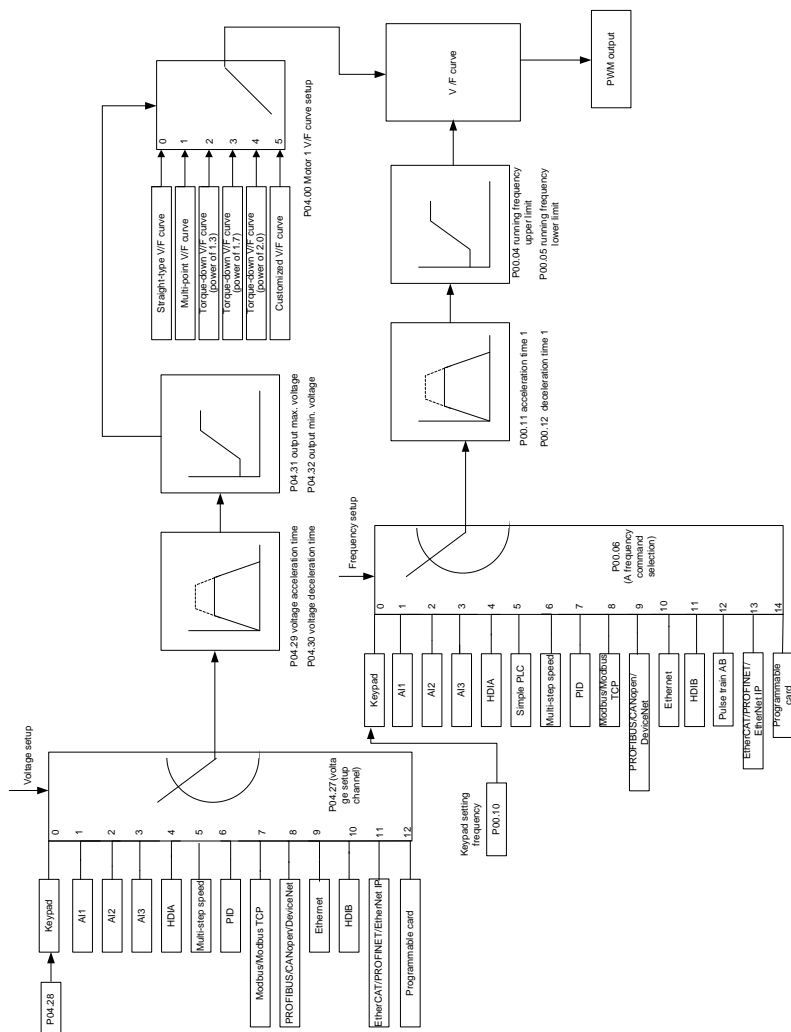 Voltage setup
P04.28
Keypad
AI1
AI2
AI3
HDIA
Multi-step speed
PID
Modbus/Modbus TCP
PROFIBUS/CANopen/DeviceNet
Ethernet
HDIB
EtherCAT/PROFINET/EtherNet IP
Programmable card
0
1
2
3
4
5
6
7
8
9
10
11
12
P04.27(volta
ge setup
channel)
P04.29 voltage acceleration time
P04.30 voltage deceleration time
P04.31 output max. voltage
P04.32 output min. voltage
Straight-type V/F curve
Multi-point V/F curve
Torque-down V/F curve
(power of 1.3)
Torque-down V/F curve
(power of 1.7)
Torque-down V/F curve
(power of 2.0)
Customized V/F curve
0
1
2
3
4
5
P04.00 Motor 1 V/F curve setup
Frequency setup
Keypad setting
frequency
P00.10
Keypad
AI1
AI2
AI3
HDIA
Simple PLC
Multi-step speed
PID
Modbus/Modbus
TCP
PROFIBUS/CANopen/
DeviceNet
Ethernet
HDIB
Pulse train AB
EtherCAT/PROFINET/
EtherNet IP
Programmable
card
0
1
2
3
4
5
6
7
8
9
10
11
12
13
14
P00.06
(A frequency
command
selection)
P00.11 acceleration time 1
P00.12 deceleration time 1
P00.04 running frequency
upper limit
P00.05 running frequency
lower limit
V /F curve
PWM output